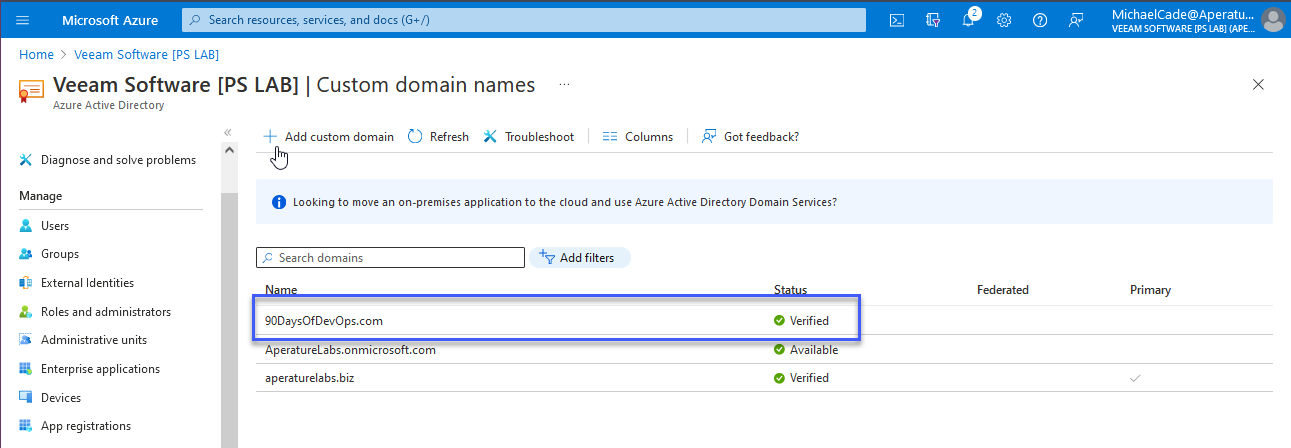 Microsoft Azure
Search resources, services, and docs (G+/)
2
MichaelCade@Aperatu...
VEEAM SOFTWARE [PS LAB] (APE...
Home > Veeam Software [PS LAB]
Veeam Software [PS LAB] | Custom domain names ...
Azure Active Directory
Diagnose and solve problems
Manage
Users
Groups
External Identities
Roles and administrators
Administrative units
Enterprise applications
Devices
App registrations
Add custom domain Refresh Troubleshoot Columns Got feedback?
Looking to move an on-premises application to the cloud and use Azure Active Directory Domain Services?
Search domains Add filters
Name Status Federated Primary
90DaysOfDevOps.com Verified
AperatureLabs.onmicrosoft.com Available
aperaturelabs.biz Verified